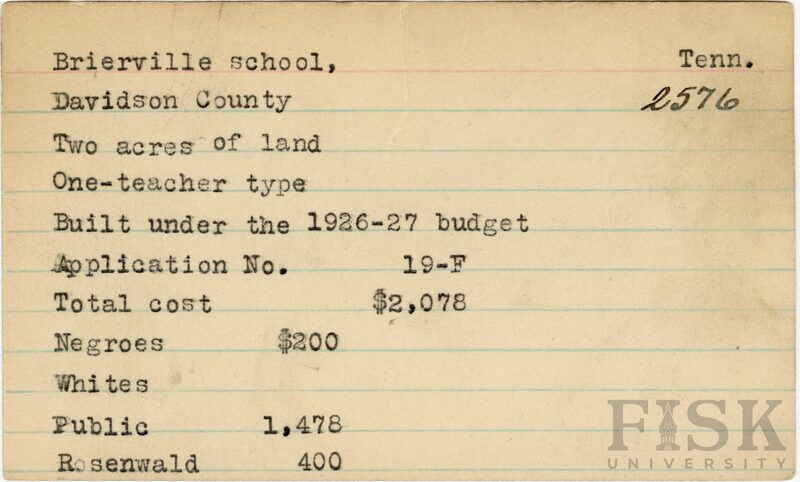 Brierville school, Tenn.
Davidson County 2576
Two acres of land
One-teacher type
Built under the 1926-27 budget
Application No. 19-F
Total cost $2,078
Negroes $200
Whites
Public 1,478
Rosenwald 400
FISK
UNIVERSITY